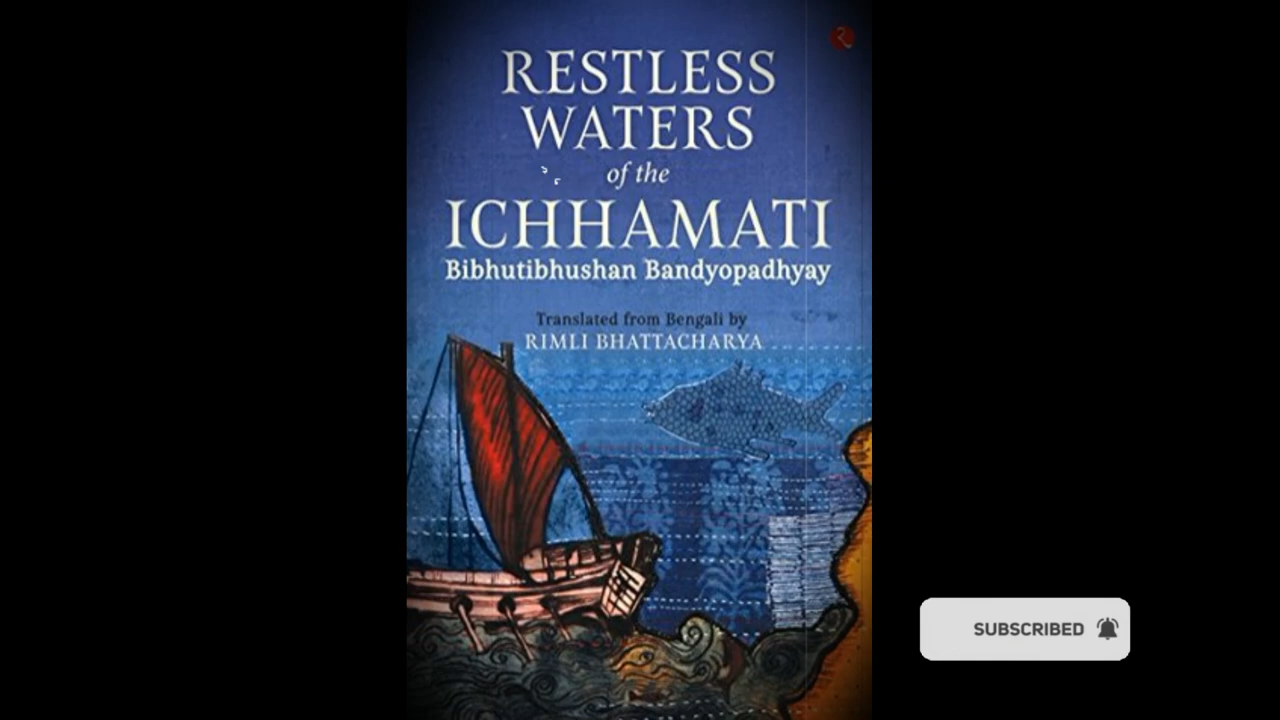 RESTLESS
WATERS
of the
ICHHAMATI
Bibhutibhushan Bandyopadhyay
Translated from Bengali by
RIMLI BHATTACHARYA
SUBSCRIBED